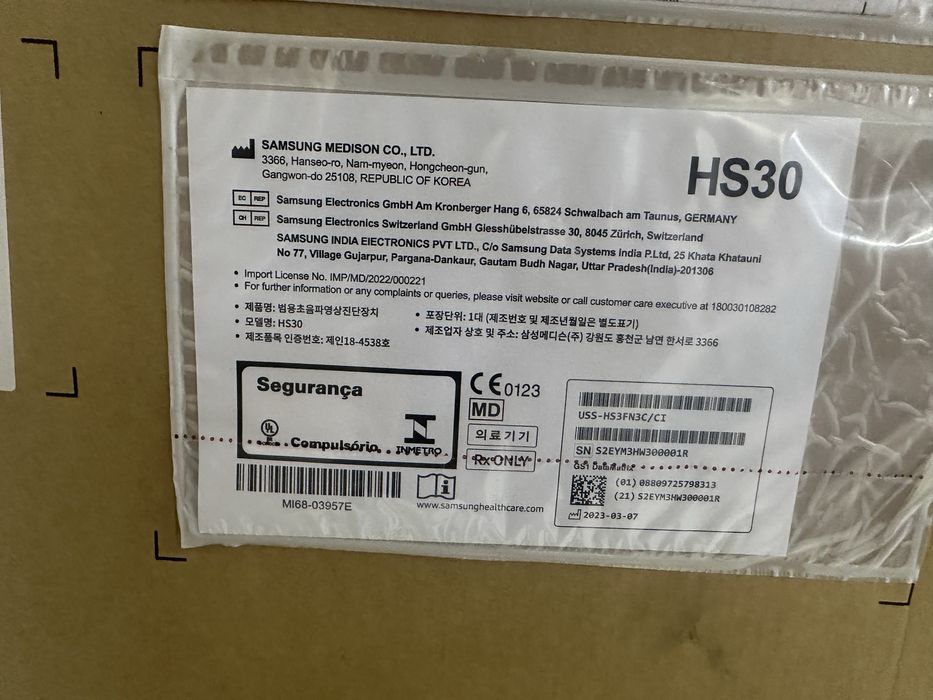 SAMSUNG MEDISON CO., LTD.
3366, Hanseo-ro, Nam-myeon, Hongcheon-gun,
Gangwon-do 25108, REPUBLIC OF KOREA
HS30
EC REP Samsung Electronics GmbH Am Kronberger Hang 6, 65824 Schwalbach am Taunus, GERMANY
CH REP Samsung Electronics Switzerland GmbH Giesshübelstrasse 30, 8045 Zürich, Switzerland
SAMSUNG INDIA ElECTRONICS PVT LTD., C/o Samsung Data Systems India P.Ltd, 25 Khata Khatauni
No 77, Village Gujarpur, Pargana-Dankaur, Gautam Budh Nagar, Uttar Pradesh(India)-201306
• Import License No. IMP/MD/2022/000221
• For further information or any complaints or queries, please visit website or call customer care executive at 180030108282
• 제품명: 범용초음파영상진단장치
• 모델명: HS30
• 제조품목 인증번호: 제인18-4538호
• 포장단위: 1대 (제조번호 및 제조년월일은 별도표기)
• 제조업자 상호 및 주소: 삼성메디슨(주) 강원도 홍천군 남면 한서로 3366
Segurança
UL
Compulsório
INMETRO
CE 0123
MD
의료기기
Rx ONLY
MI68-03957E
www.samsunghealthcare.com
USS-HS3FN3C/CI
SN S2EYM3HW300001R
GS1 DataMatrix
(01) 08809725798313
(21) S2EYM3HW300001R
2023-03-07